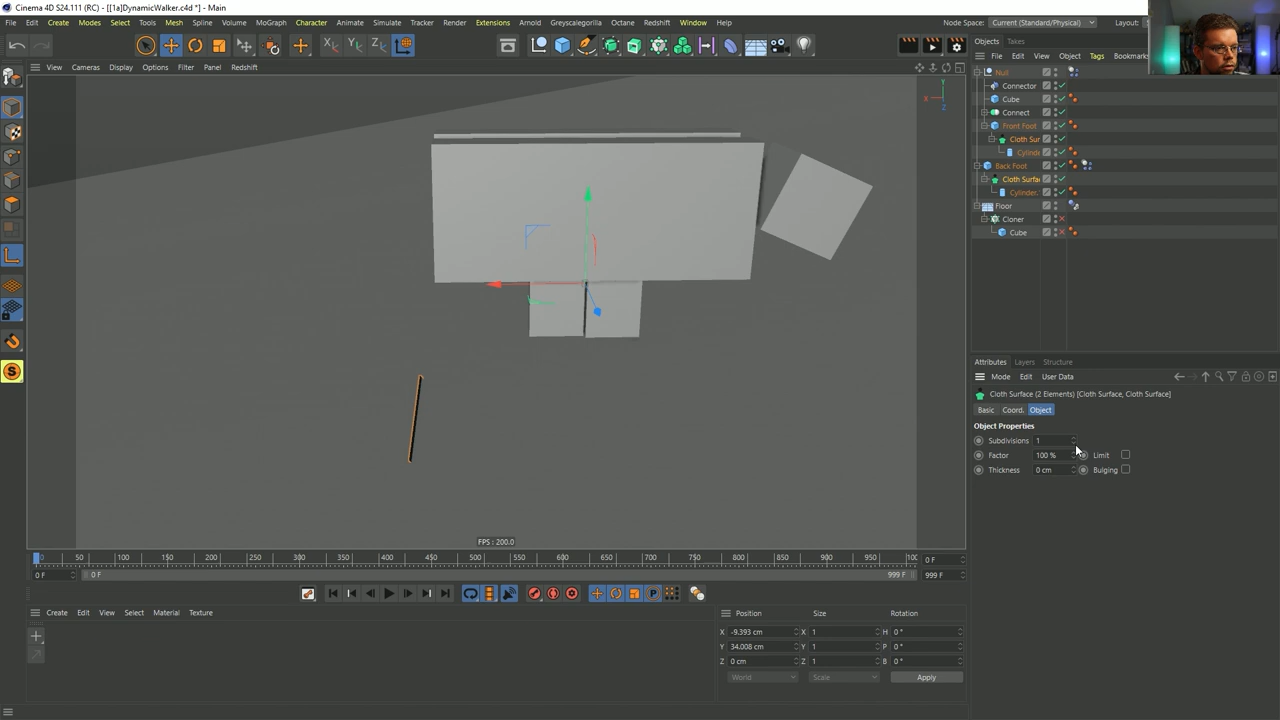 Cinema 4D S24.111 (RC) - [[1a]DynamicWalker.c4d *] - Main
File Create Modes Select Tools Mesh Spline Volume MoGraph Character Animate Simulate Tracker Render Extensions Arnold Greyscalegorilla Octane Redshift Window Help Node Space: Current (Standard/Physical) Layout:
X Y Z
View Cameras Display Options Filter Panel Redshift
Objects Takes
File Edit View Object Tags Bookmarks
Null
Connector
Cube
Connect
Front Foot
Cloth Sur
Cylinde
Back Foot
Cloth Surfa
Cylinder.
Floor
Cloner
Cube
Y
X
Z
S
Attributes Layers Structure
Mode Edit User Data
Cloth Surface (2 Elements) [Cloth Surface, Cloth Surface]
Basic Coord. Object
Object Properties
Subdivisions 1
Factor 100 % Limit
Thickness 0 cm Bulging
FPS : 200.0
0 50 100 150 200 250 300 350 400 450 500 550 600 650 700 750 800 850 900 950 100 0 F
0 F 0 F 999 F 999 F
P
Create Edit View Select Material Texture
Position Size Rotation
X -9.393 cm X 1 H 0 °
Y 34.008 cm Y 1 P 0 °
Z 0 cm Z 1 B 0 °
World Scale Apply